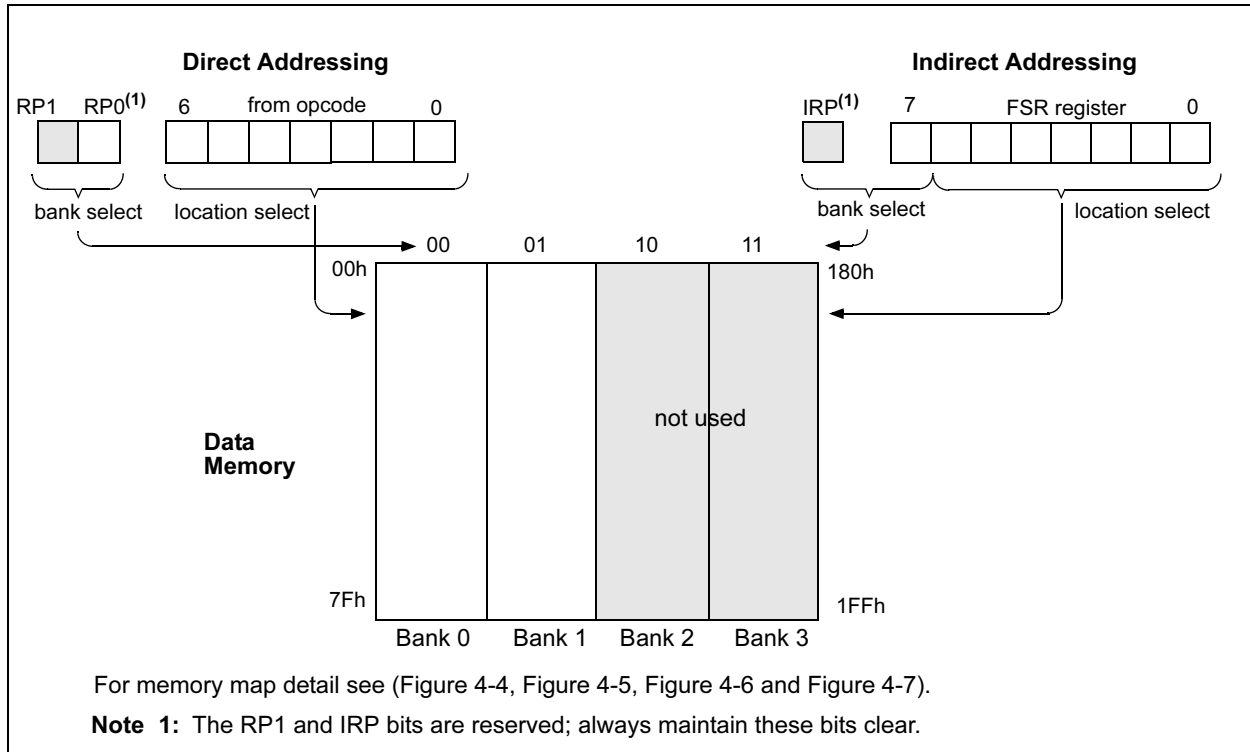 Direct Addressing
Indirect Addressing
RP1 RP0(1) 6 from opcode 0
IRP(1) 7 FSR register 0
bank select location select
bank select location select
00 01 10 11
00h 180h
not used
Data
Memory
7Fh 1FFh
Bank 0 Bank 1 Bank 2 Bank 3
For memory map detail see (Figure 4-4, Figure 4-5, Figure 4-6 and Figure 4-7).
Note 1: The RP1 and IRP bits are reserved; always maintain these bits clear.